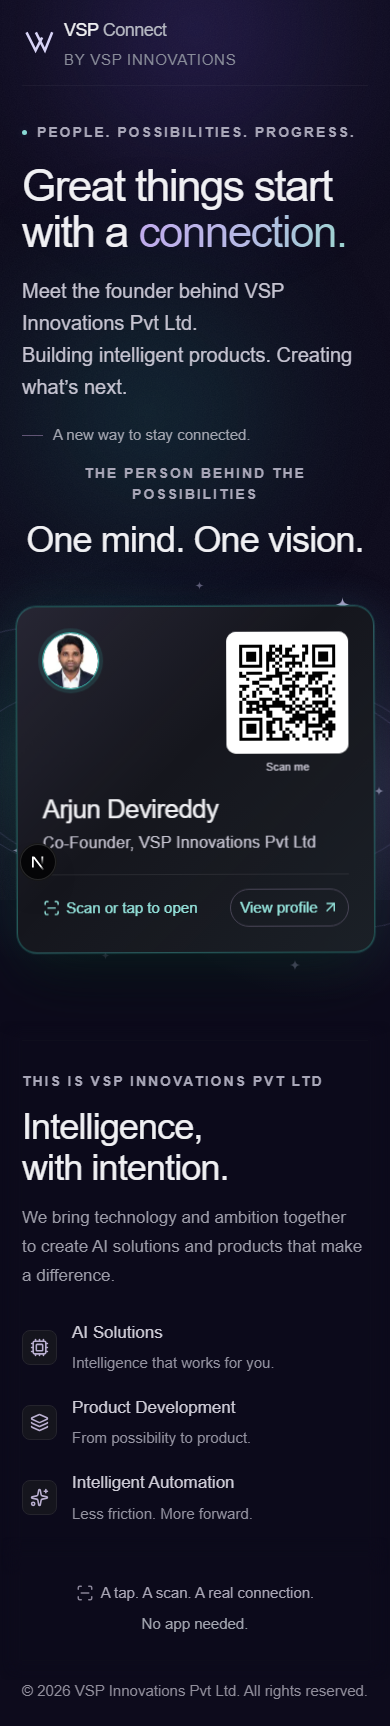 VSP Connect
BY VSP INNOVATIONS
PEOPLE. POSSIBILITIES. PROGRESS.
Great things start
with a connection.
Meet the founder behind VSP
Innovations Pvt Ltd.
Building intelligent products. Creating
what's next.
A new way to stay connected.
THE PERSON BEHIND THE
POSSIBILITIES
One mind. One vision.
Scan me
Arjun Devireddy
Co-Founder, VSP Innovations Pvt Ltd
N
Scan or tap to open
View profile
THIS IS VSP INNOVATIONS PVT LTD
Intelligence,
with intention.
We bring technology and ambition together
to create AI solutions and products that make
a difference.
AI Solutions
Intelligence that works for you.
Product Development
From possibility to product.
Intelligent Automation
Less friction. More forward.
A tap. A scan. A real connection.
No app needed.
© 2026 VSP Innovations Pvt Ltd. All rights reserved.